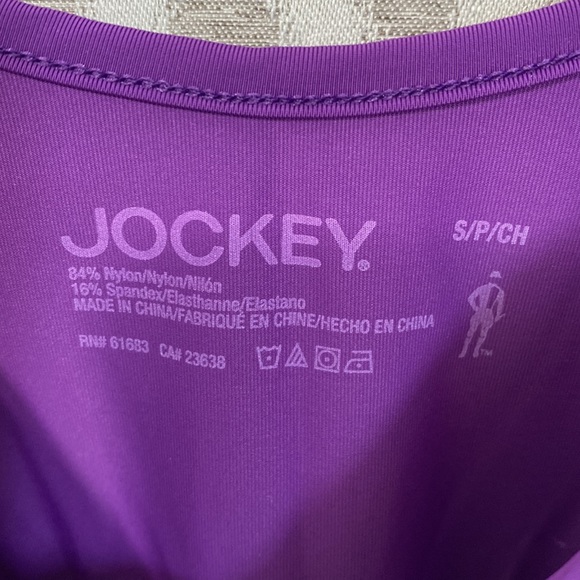 JOCKEY®
S/P/CH
84% Nylon/Nylon/Nilón
16% Spandex/Elasthanne/Elastano
MADE IN CHINA/FABRIQUÉ EN CHINE/HECHO EN CHINA
RN# 61683 CA# 23638
TM